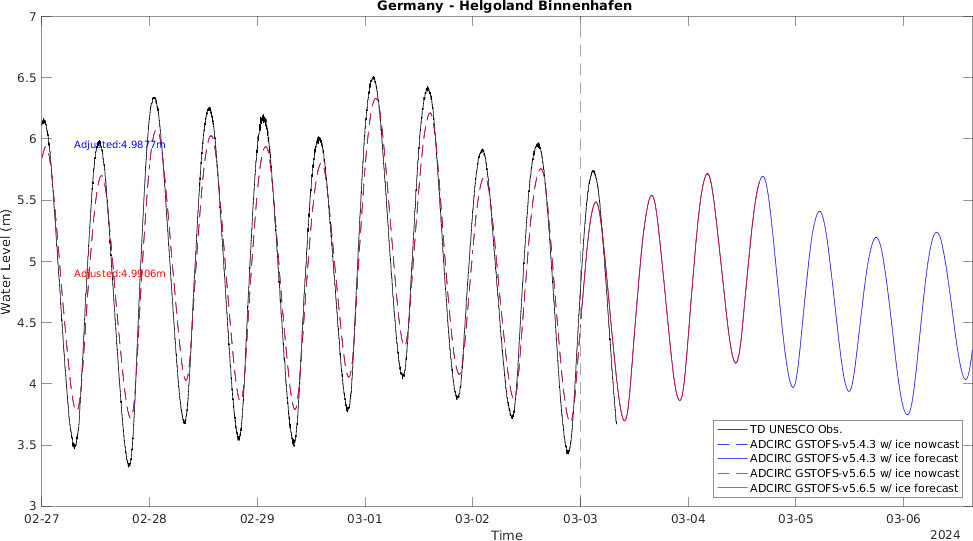 Germany - Helgoland Binnenhafen
7
6.5
6
5.5
5
4.5
4
3.5
3
Water Level (m)
Adjusted:4.9877m
Adjusted:4.9906m
TD UNESCO Obs.
ADCIRC GSTOFS-v5.4.3 w/ ice nowcast
ADCIRC GSTOFS-v5.4.3 w/ ice forecast
ADCIRC GSTOFS-v5.6.5 w/ ice nowcast
ADCIRC GSTOFS-v5.6.5 w/ ice forecast
02-27 02-28 02-29 03-01 03-02 03-03 03-04 03-05 03-06
Time
2024